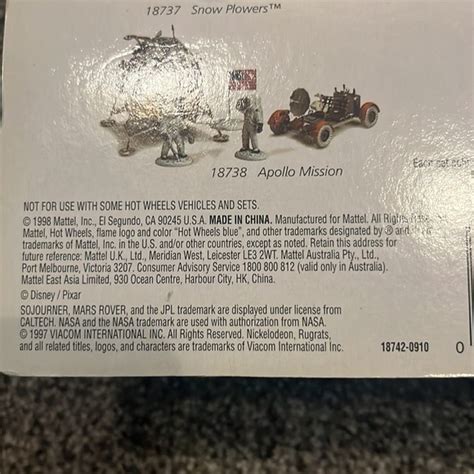 18737 Snow Plowers™
18738 Apollo Mission
Each set
NOT FOR USE WITH SOME HOT WHEELS VEHICLES AND SETS.
© 1998 Mattel, Inc., El Segundo, CA 90245 U.S.A. MADE IN CHINA. Manufactured for Mattel. All Rights
Mattel, Hot Wheels, flame logo and color "Hot Wheels blue", and other trademarks designated by ® and
trademarks of Mattel, Inc. in the U.S. and/or other countries, except as noted. Retain this address for
future reference: Mattel U.K., Ltd., Meridian West, Leicester LE3 2WT. Mattel Australia Pty., Ltd.,
Port Melbourne, Victoria 3207. Consumer Advisory Service 1800 800 812 (valid only in Australia).
Mattel East Asia Limited, 930 Ocean Centre, Harbour City, HK, China.
© Disney / Pixar
SOJOURNER, MARS ROVER, and the JPL trademark are displayed under license from
CALTECH. NASA and the NASA trademark are used with authorization from NASA.
© 1997 VIACOM INTERNATIONAL INC. All Rights Reserved. Nickelodeon, Rugrats,
and all related titles, logos, and characters are trademarks of Viacom International Inc.
18742-0910 O